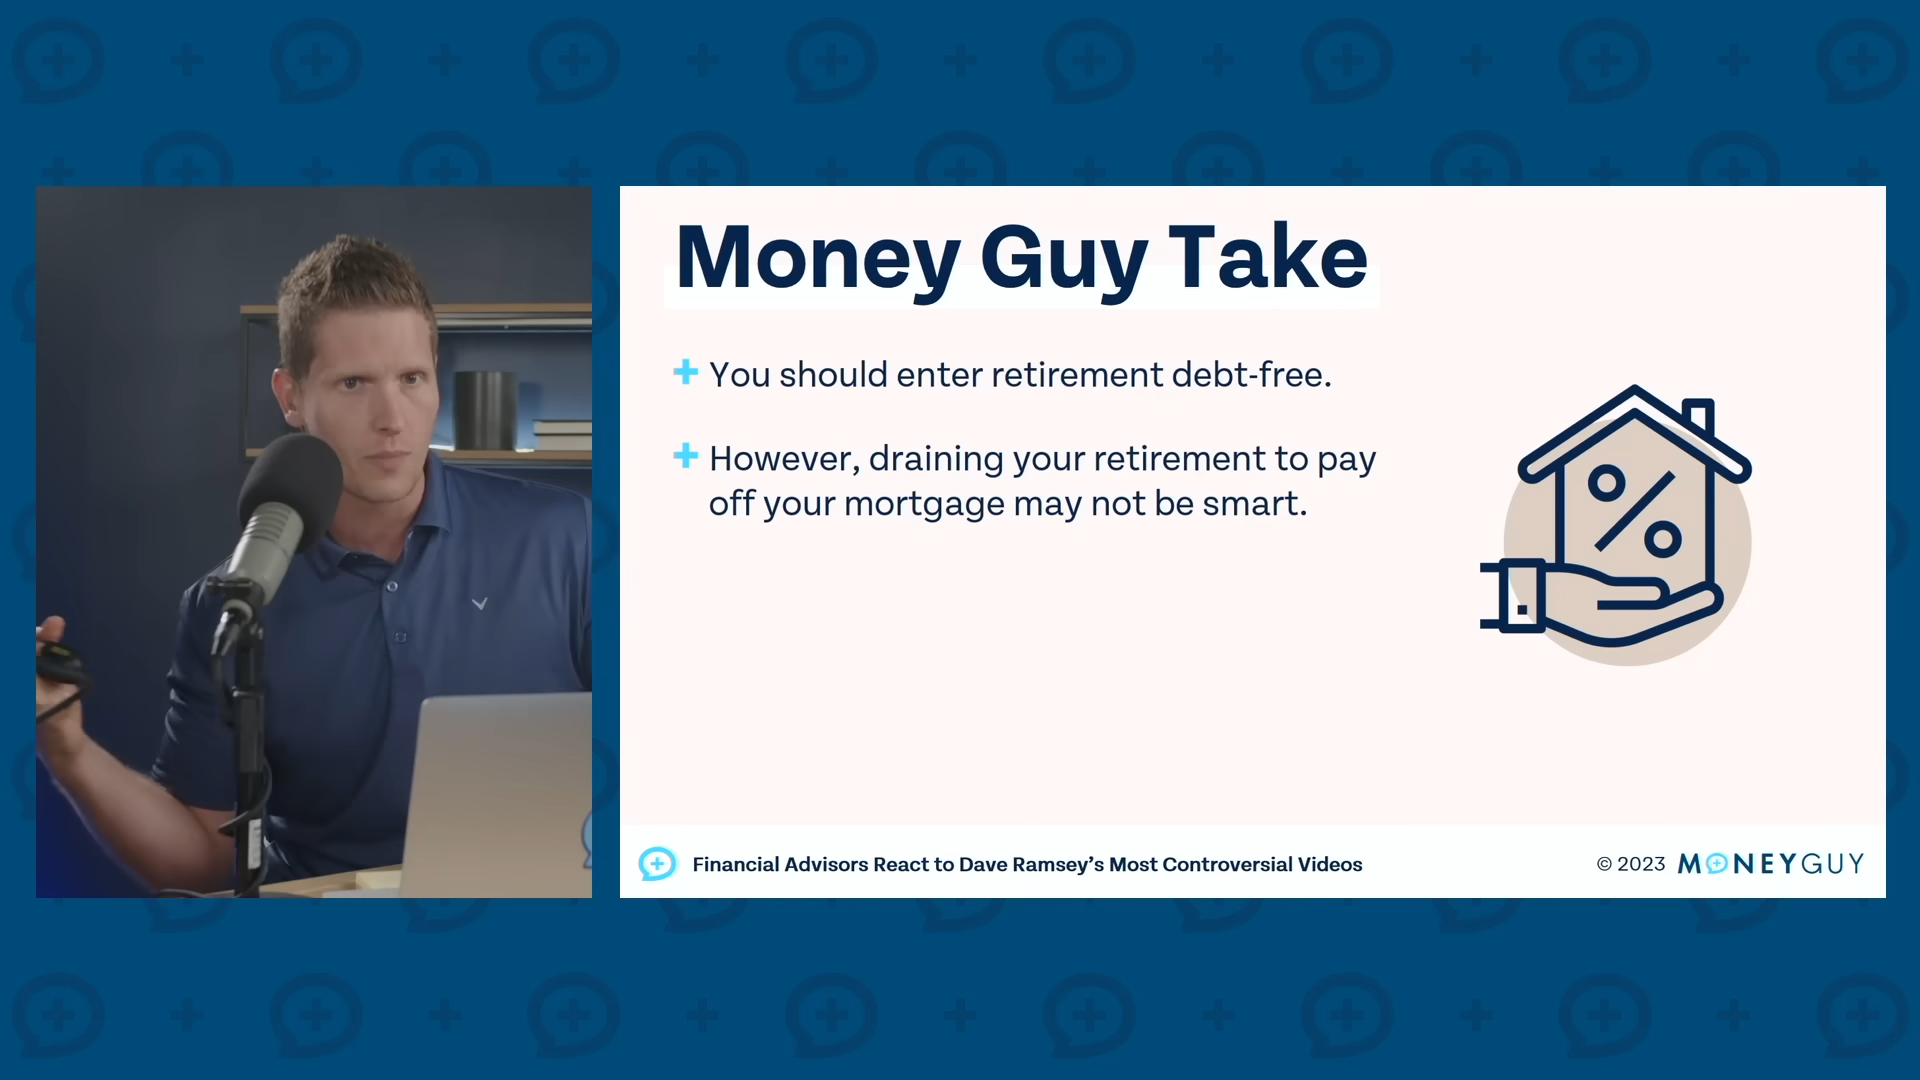 Money Guy Take
You should enter retirement debt-free.
However, draining your retirement to pay
off your mortgage may not be smart.
Financial Advisors React to Dave Ramsey’s Most Controversial Videos
© 2023 MONEYGUY